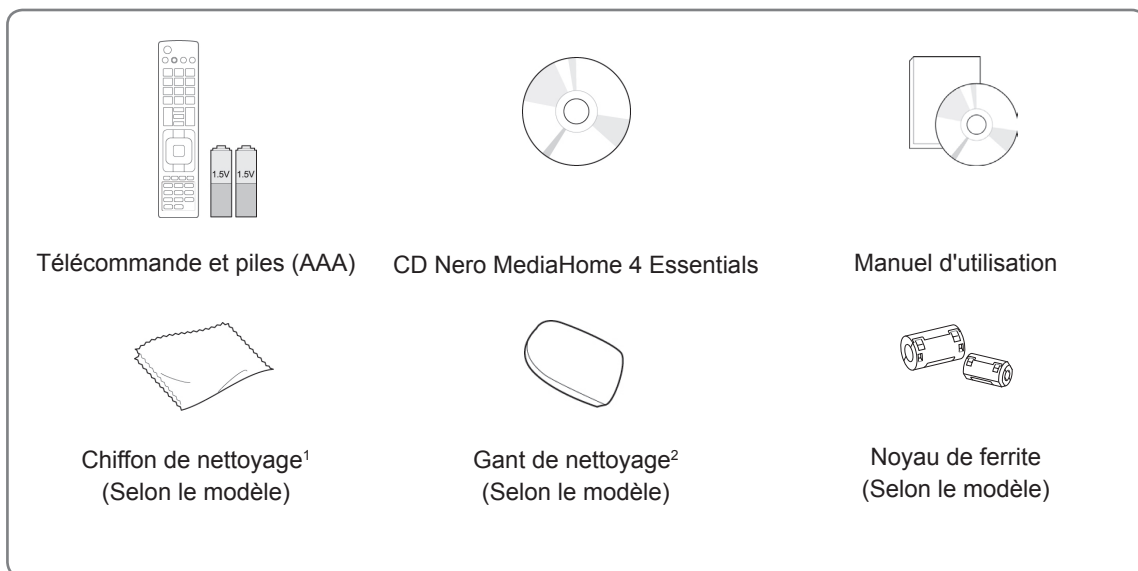 1.5V 1.5V
Télécommande et piles (AAA)
CD Nero MediaHome 4 Essentials
Manuel d'utilisation
Chiffon de nettoyage¹
(Selon le modèle)
Gant de nettoyage²
(Selon le modèle)
Noyau de ferrite
(Selon le modèle)